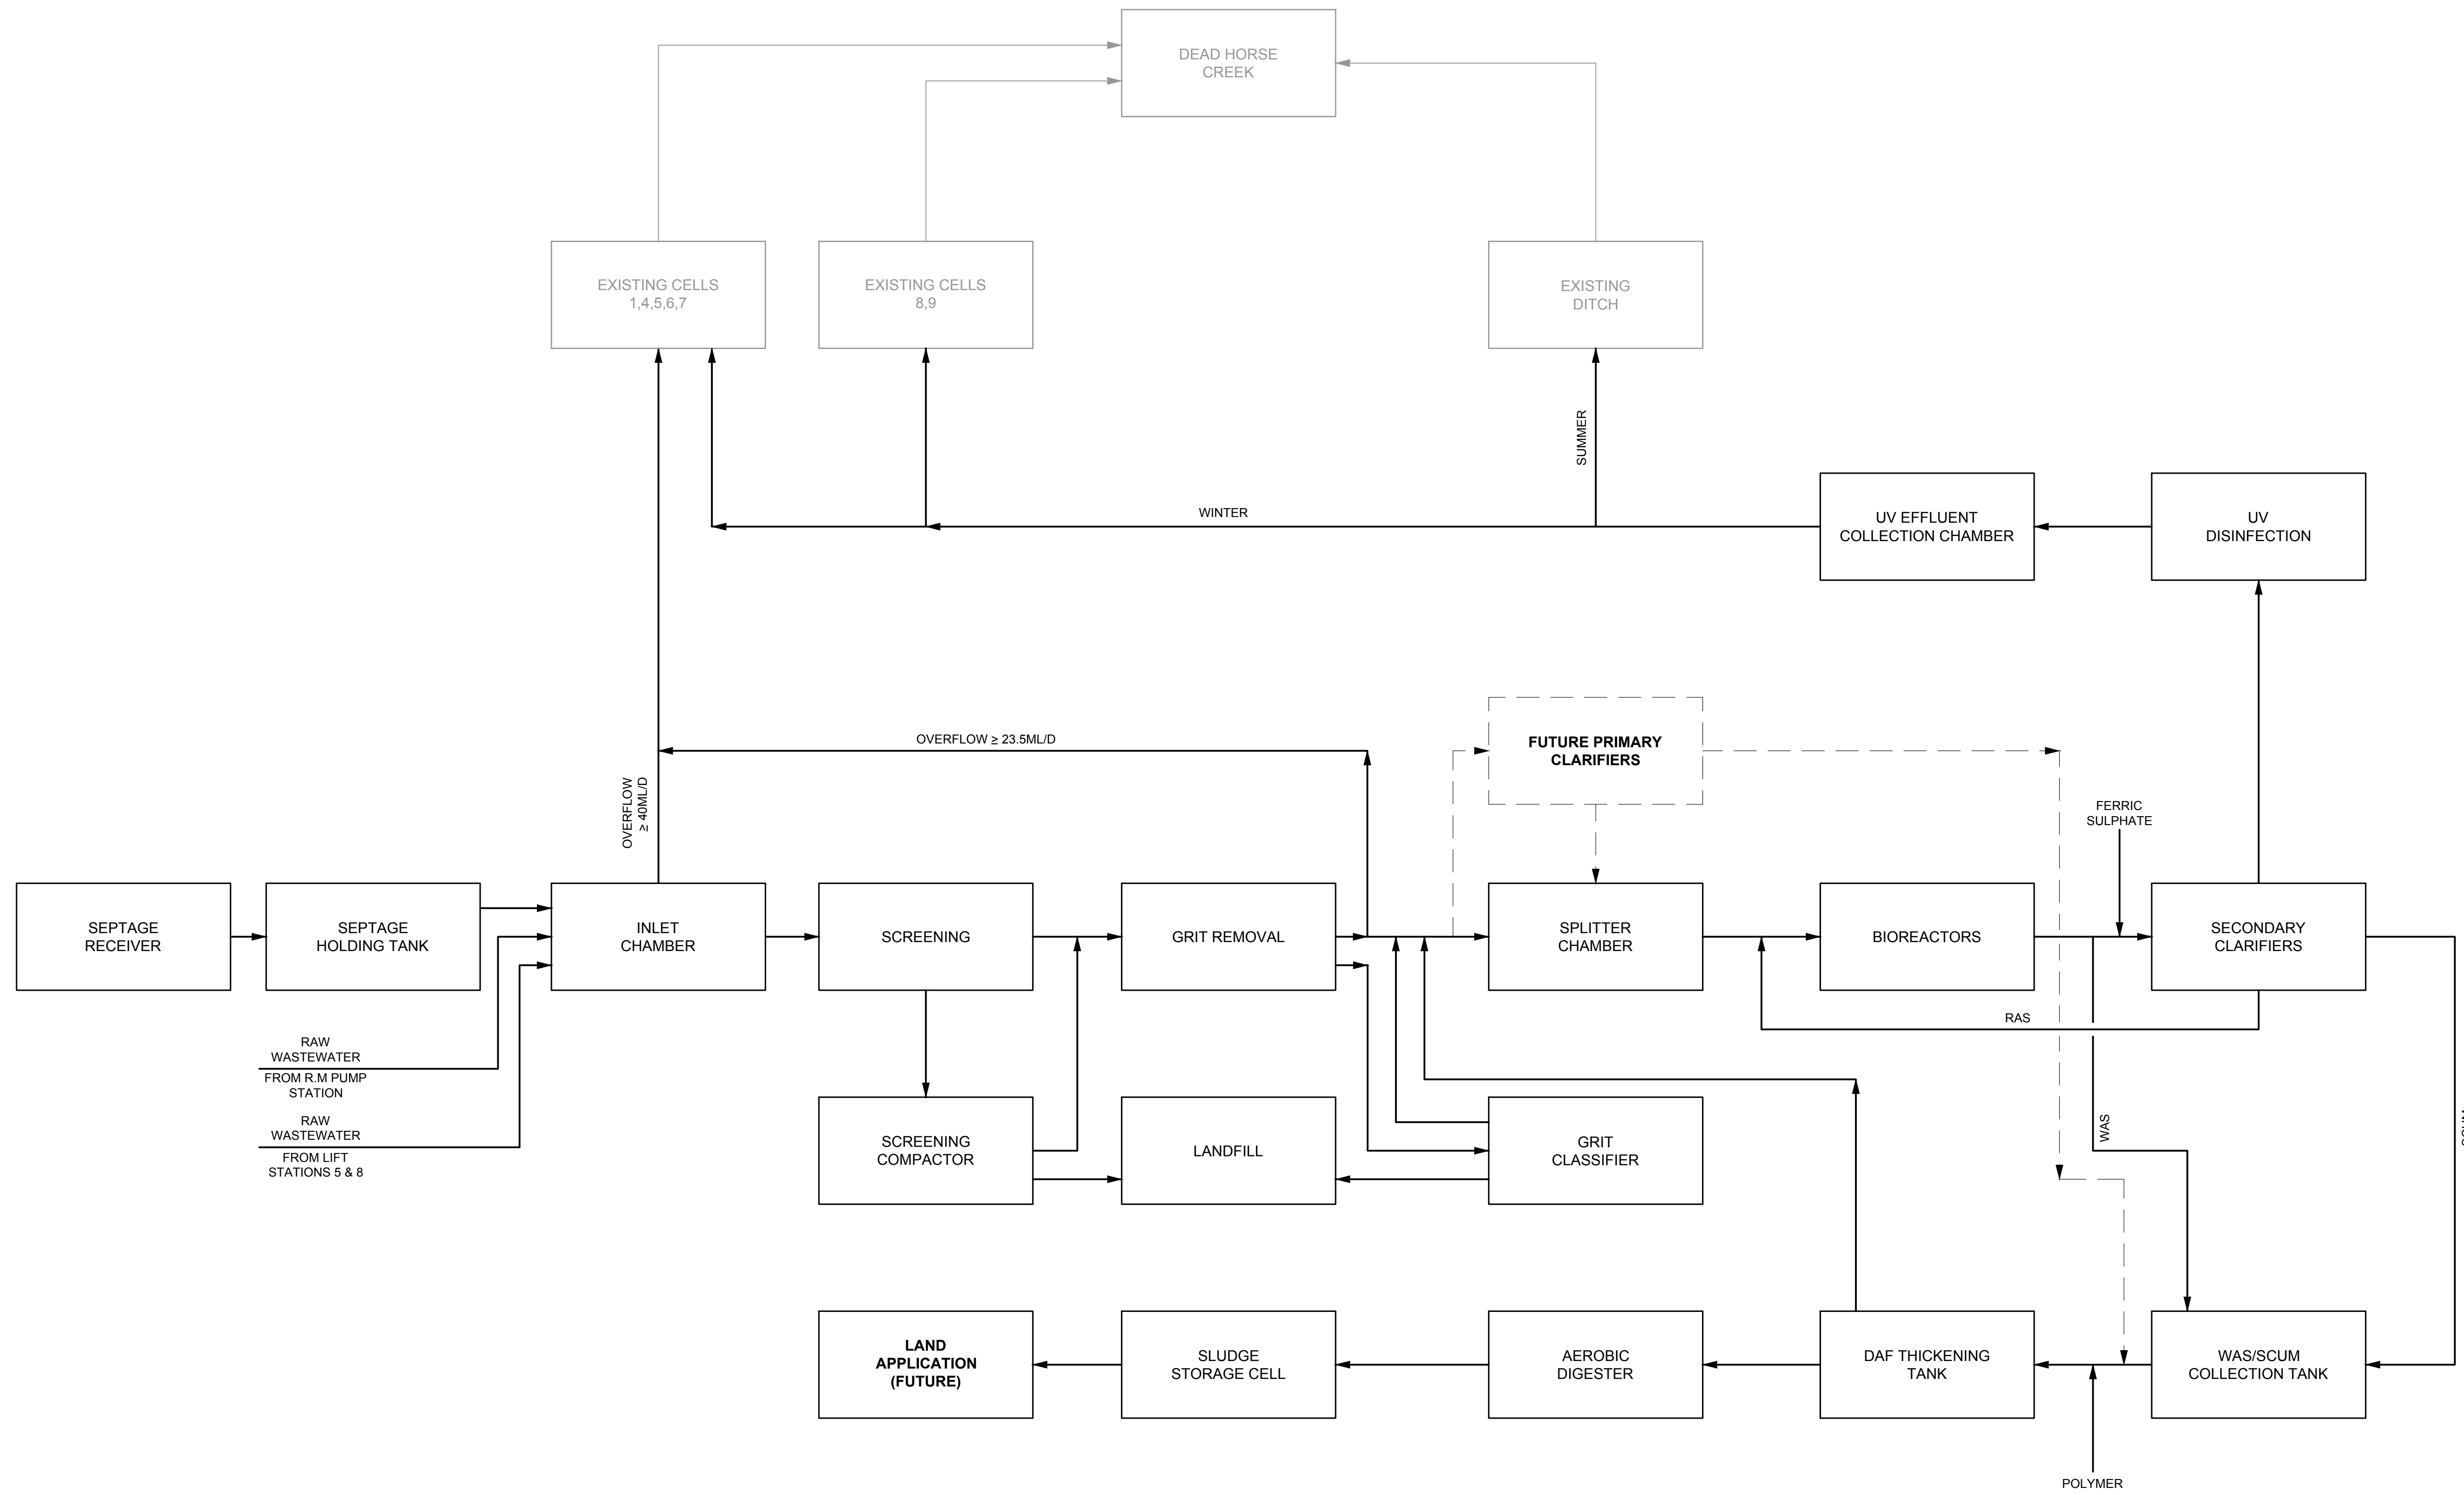 DEAD HORSE
CREEK
EXISTING CELLS
1,4,5,6,7
EXISTING CELLS
8,9
EXISTING
DITCH
SUMMER
WINTER
UV EFFLUENT
COLLECTION CHAMBER
UV
DISINFECTION
OVERFLOW ≥ 23.5ML/D
FUTURE PRIMARY
CLARIFIERS
OVERFLOW
≥ 40ML/D
FERRIC
SULPHATE
SEPTAGE
RECEIVER
SEPTAGE
HOLDING TANK
INLET
CHAMBER
SCREENING
GRIT REMOVAL
SPLITTER
CHAMBER
BIOREACTORS
SECONDARY
CLARIFIERS
RAS
RAW
WASTEWATER
FROM R.M PUMP
STATION
RAW
WASTEWATER
FROM LIFT
STATIONS 5 & 8
SCREENING
COMPACTOR
LANDFILL
GRIT
CLASSIFIER
WAS
LAND
APPLICATION
(FUTURE)
SLUDGE
STORAGE CELL
AEROBIC
DIGESTER
DAF THICKENING
TANK
WAS/SCUM
COLLECTION TANK
POLYMER